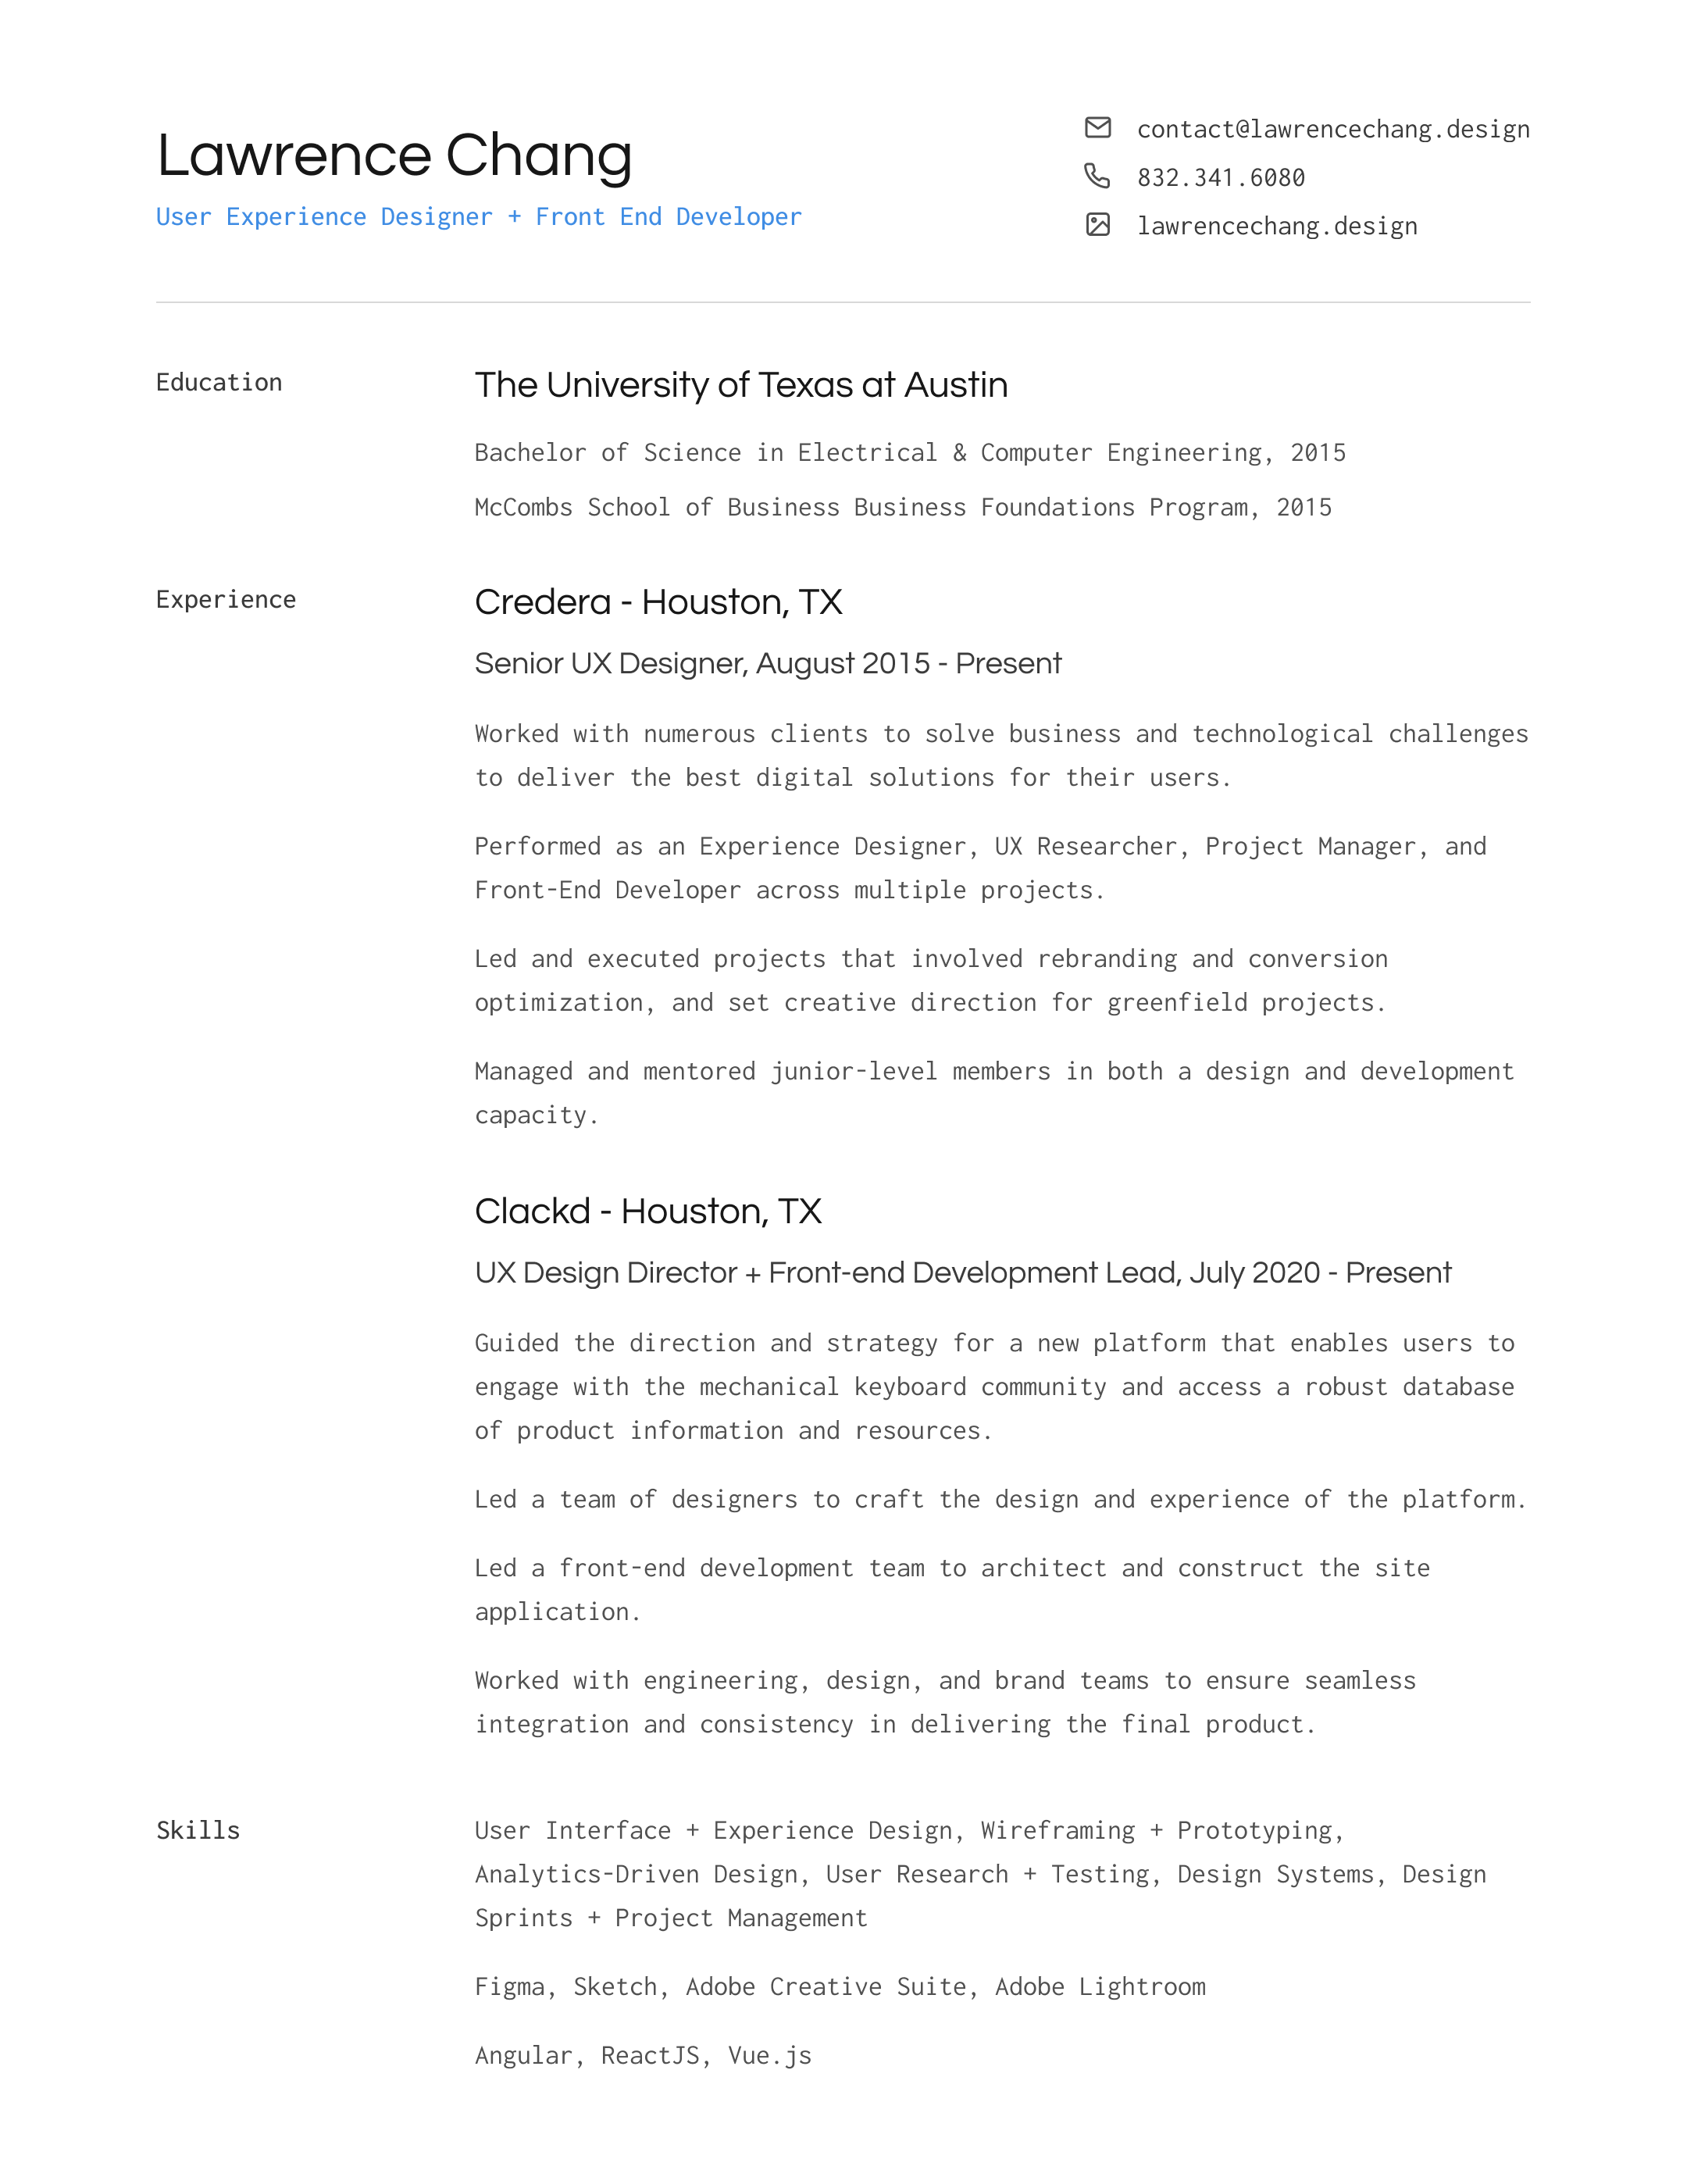 Lawrence Chang
User Experience Designer + Front End Developer
contact@lawrencechang.design
832.341.6080
lawrencechang.design
Education
The University of Texas at Austin
Bachelor of Science in Electrical & Computer Engineering, 2015
McCombs School of Business Business Foundations Program, 2015
Experience
Credera - Houston, TX
Senior UX Designer, August 2015 - Present
Worked with numerous clients to solve business and technological challenges
to deliver the best digital solutions for their users.
Performed as an Experience Designer, UX Researcher, Project Manager, and
Front-End Developer across multiple projects.
Led and executed projects that involved rebranding and conversion
optimization, and set creative direction for greenfield projects.
Managed and mentored junior-level members in both a design and development
capacity.
Clackd - Houston, TX
UX Design Director + Front-end Development Lead, July 2020 - Present
Guided the direction and strategy for a new platform that enables users to
engage with the mechanical keyboard community and access a robust database
of product information and resources.
Led a team of designers to craft the design and experience of the platform.
Led a front-end development team to architect and construct the site
application.
Worked with engineering, design, and brand teams to ensure seamless
integration and consistency in delivering the final product.
Skills
User Interface + Experience Design, Wireframing + Prototyping,
Analytics-Driven Design, User Research + Testing, Design Systems, Design
Sprints + Project Management
Figma, Sketch, Adobe Creative Suite, Adobe Lightroom
Angular, ReactJS, Vue.js